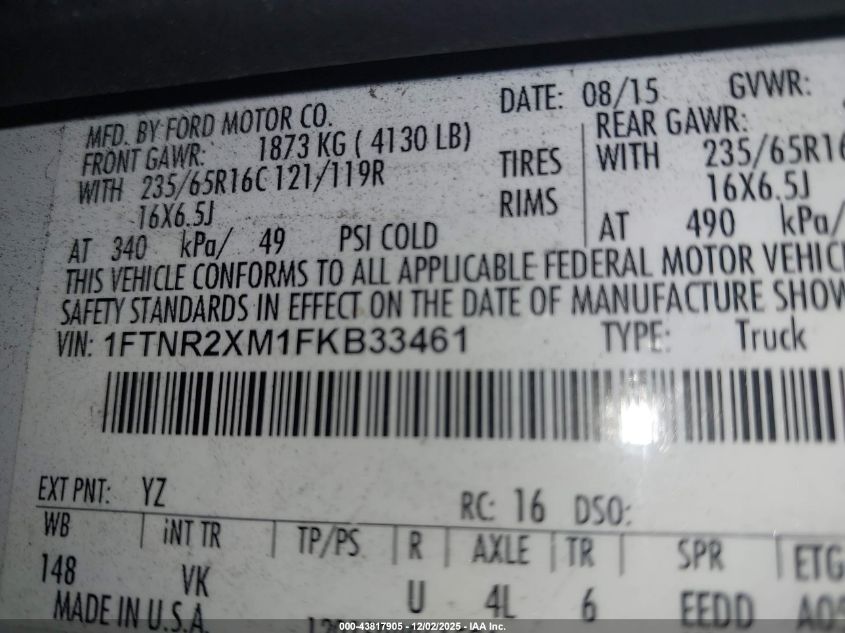 DATE: 08/15 GVWR:
MFD. BY FORD MOTOR CO.
FRONT GAWR: 1873 KG ( 4130 LB) REAR GAWR:
WITH 235/65R16C 121/119R TIRES WITH 235/65R16
16X6.5J RIMS 16X6.5J
AT 340 kPa/ 49 PSI COLD AT 490 kPa/
THIS VEHICLE CONFORMS TO ALL APPLICABLE FEDERAL MOTOR VEHIC
SAFETY STANDARDS IN EFFECT ON THE DATE OF MANUFACTURE SHOW
VIN: 1FTNR2XM1FKB33461 TYPE: Truck
EXT PNT: YZ RC: 16 DSO:
WB INT TR TP/PS R AXLE TR SPR ETG
148 VK U 4L 6 EEDD A05
MADE IN U.S.A.
000-43817905 - 12/02/2025 - IAA Inc.